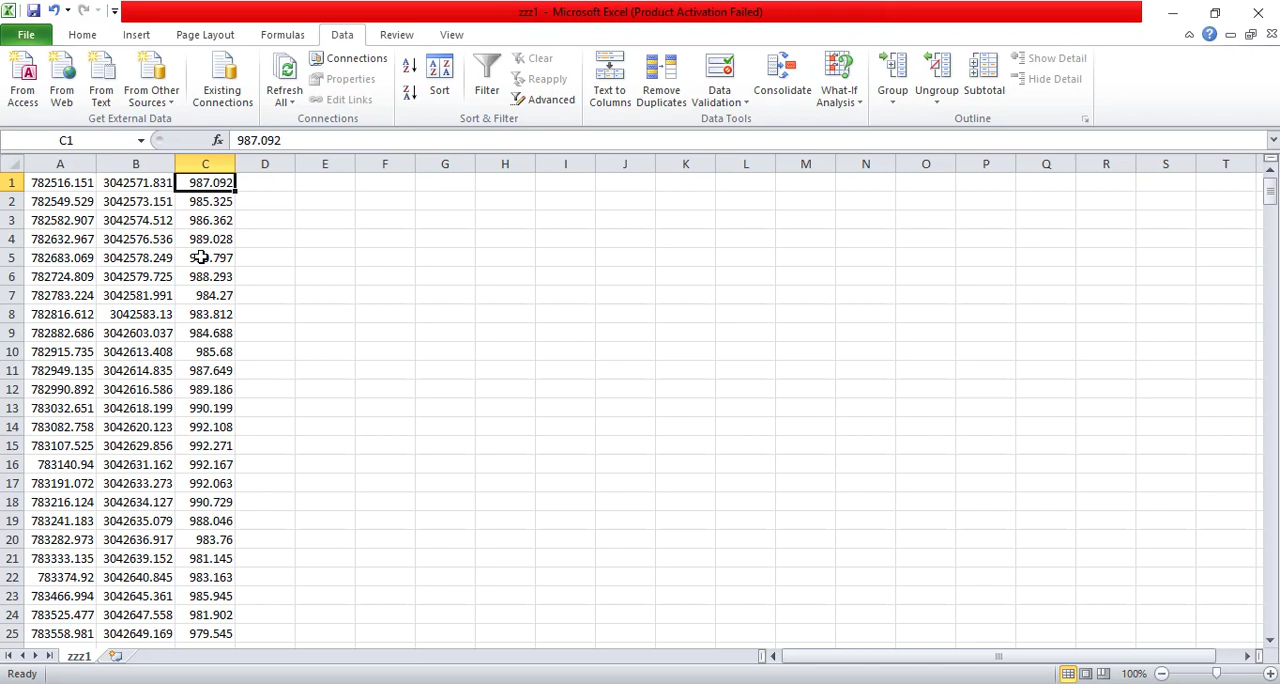 zzz1 - Microsoft Excel (Product Activation Failed)
File Home Insert Page Layout Formulas Data Review View
From Access From Web From Text From Other Sources Existing Connections Refresh All Connections Properties Edit Links Sort Filter Clear Reapply Advanced Text to Columns Remove Duplicates Data Validation Consolidate What-If Analysis Group Ungroup Subtotal Show Detail Hide Detail
Get External Data Connections Sort & Filter Data Tools Outline
C1 fx 987.092
A B C D E F G H I J K L M N O P Q R S T
1 782516.151 3042571.831 987.092
2 782549.529 3042573.151 985.325
3 782582.907 3042574.512 986.362
4 782632.967 3042576.536 989.028
5 782683.069 3042578.249 .797
6 782724.809 3042579.725 988.293
7 782783.224 3042581.991 984.27
8 782816.612 3042583.13 983.812
9 782882.686 3042603.037 984.688
10 782915.735 3042613.408 985.68
11 782949.135 3042614.835 987.649
12 782990.892 3042616.586 989.186
13 783032.651 3042618.199 990.199
14 783082.758 3042620.123 992.108
15 783107.525 3042629.856 992.271
16 783140.94 3042631.162 992.167
17 783191.072 3042633.273 992.063
18 783216.124 3042634.127 990.729
19 783241.183 3042635.079 988.046
20 783282.973 3042636.917 983.76
21 783333.135 3042639.152 981.145
22 783374.92 3042640.845 983.163
23 783466.994 3042645.361 985.945
24 783525.477 3042647.558 981.902
25 783558.981 3042649.169 979.545
zzz1
Ready 100%